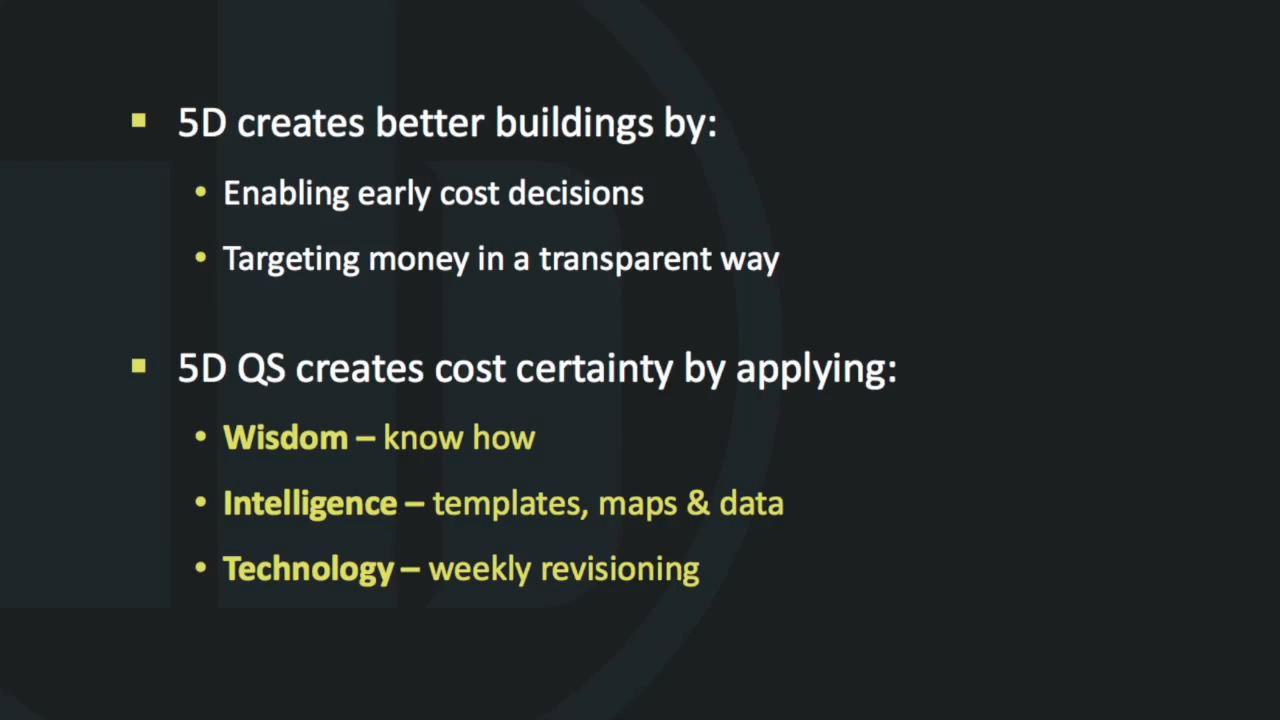 5D creates better buildings by:
Enabling early cost decisions
Targeting money in a transparent way
5D QS creates cost certainty by applying:
Wisdom – know how
Intelligence – templates, maps & data
Technology – weekly revisioning